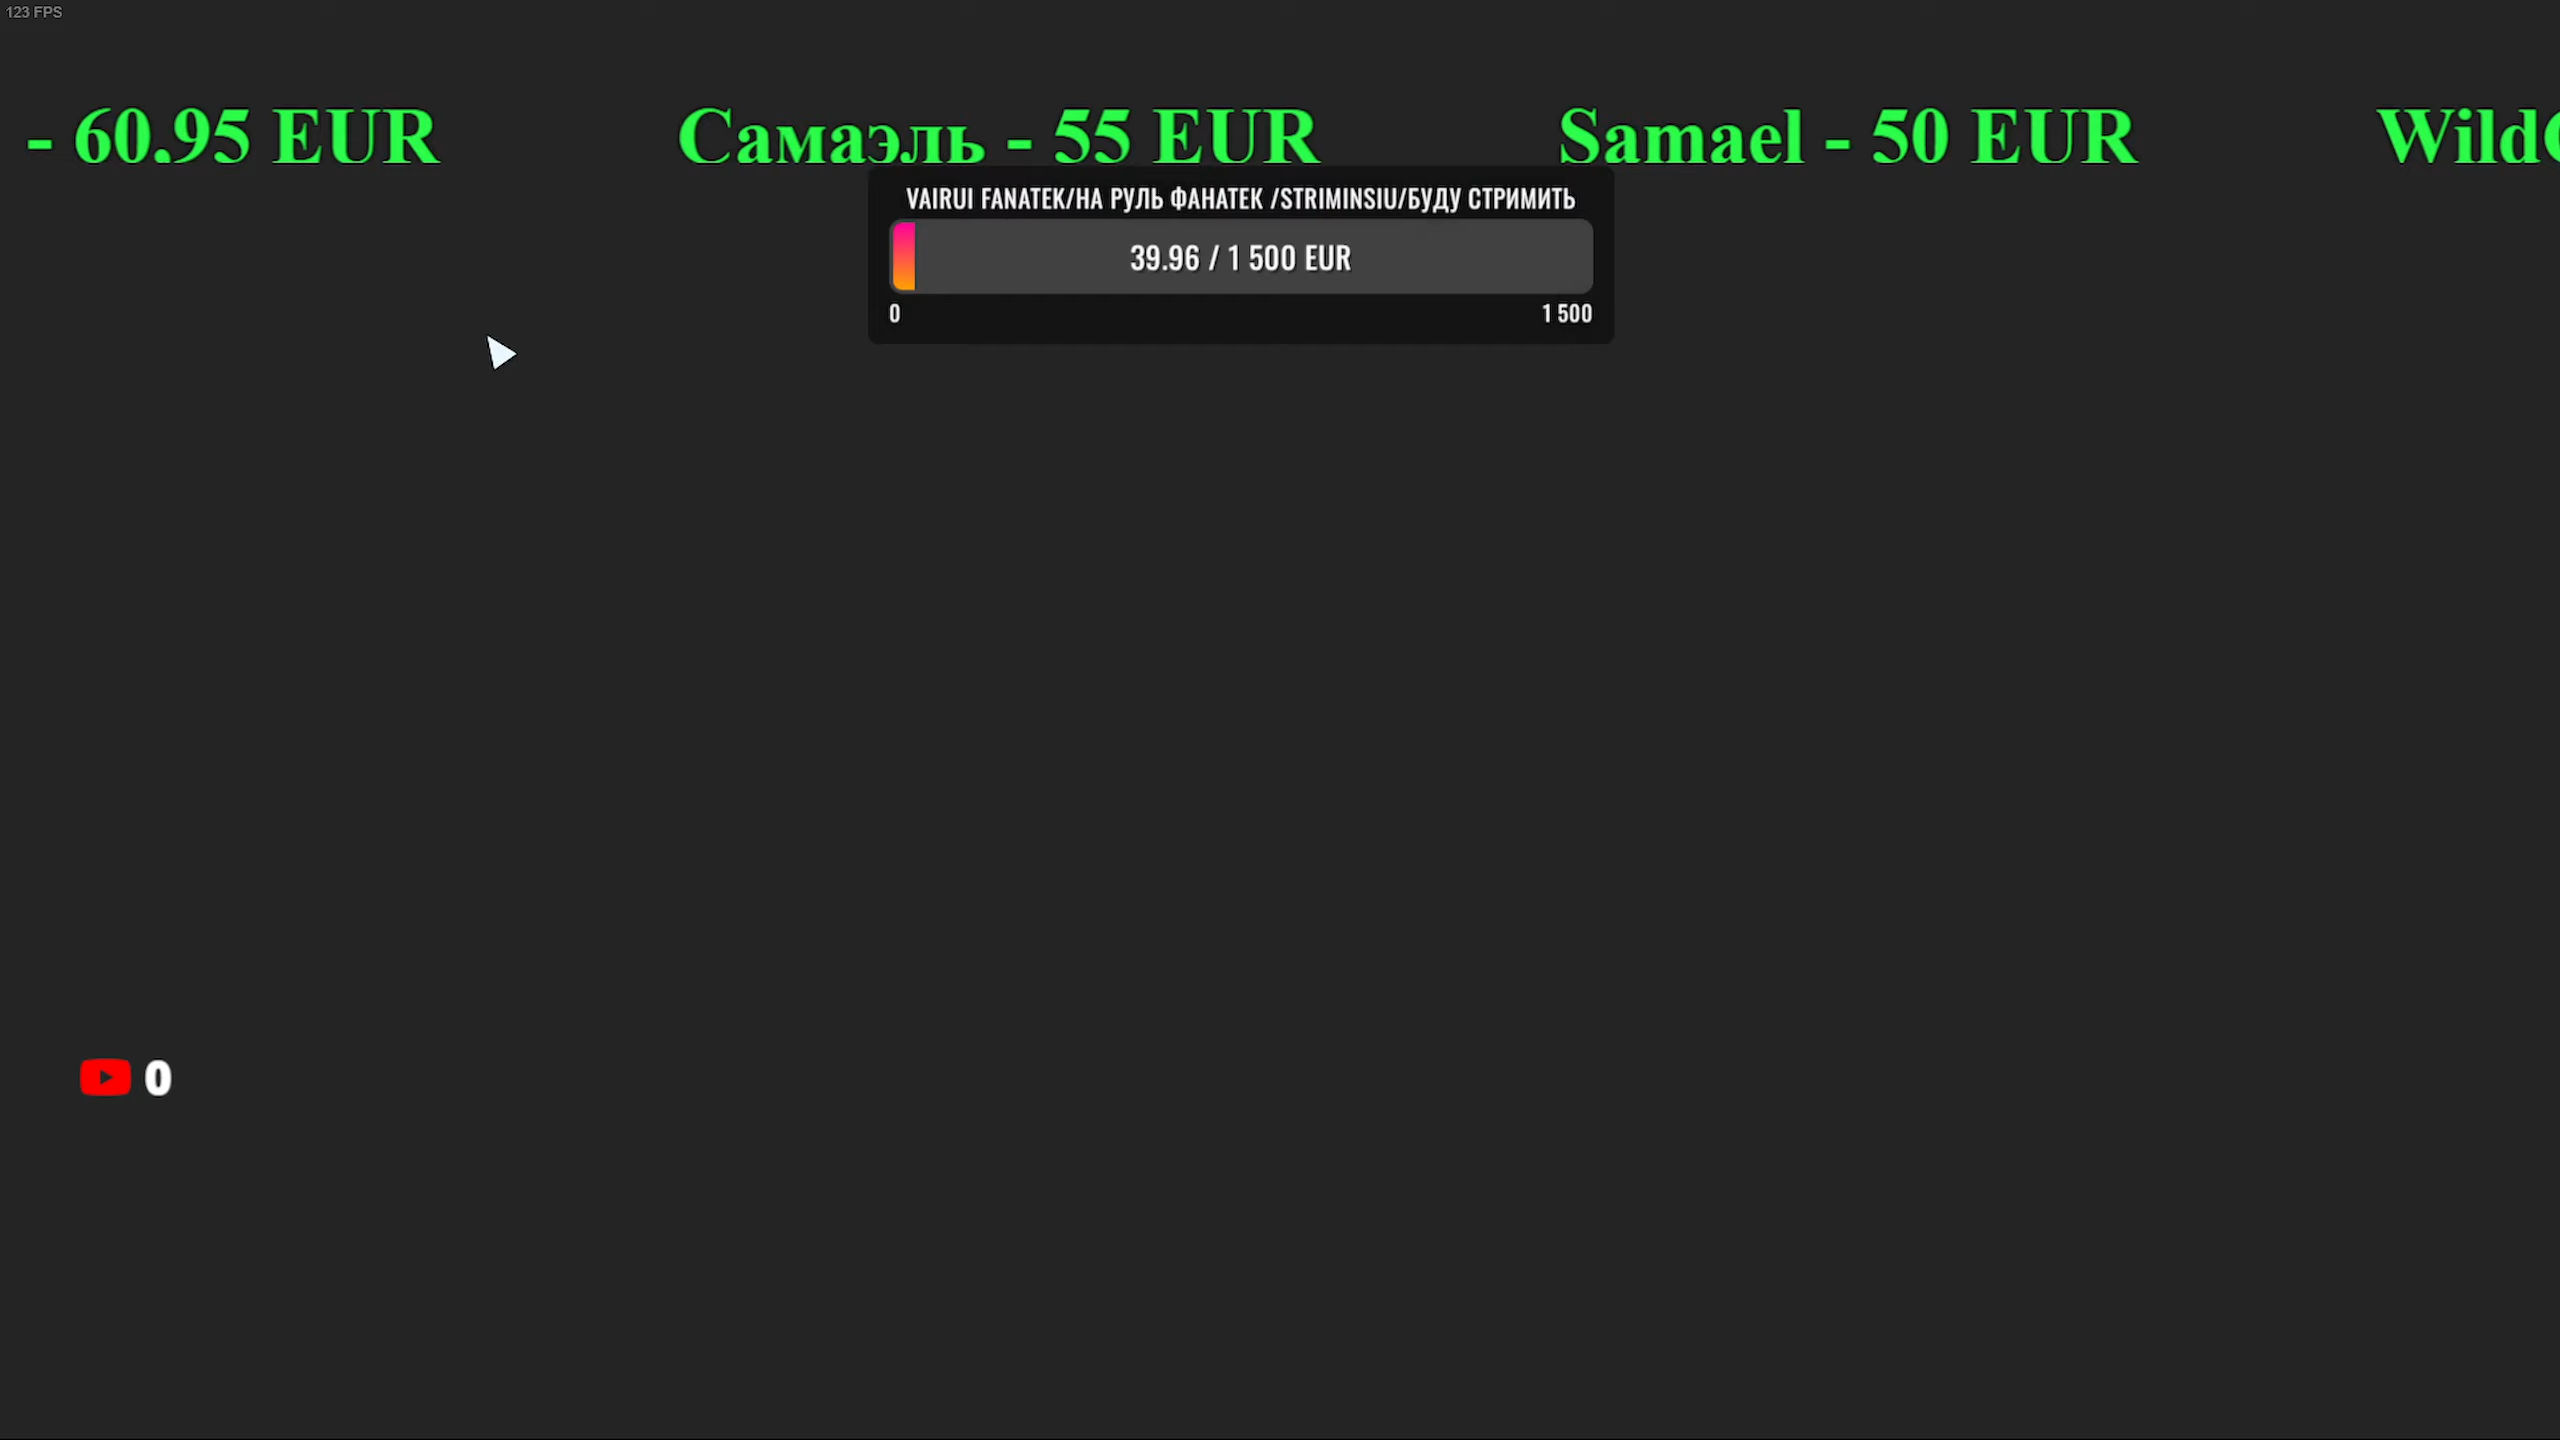 123 FPS
- 60.95 EUR Самаэль - 55 EUR Samael - 50 EUR
VAIRUI FANATEK/НА РУЛЬ ФАНАТЕК /STRIMINSIU/БУДУ СТРИМИТЬ
39.96 / 1 500 EUR
0 1 500
0